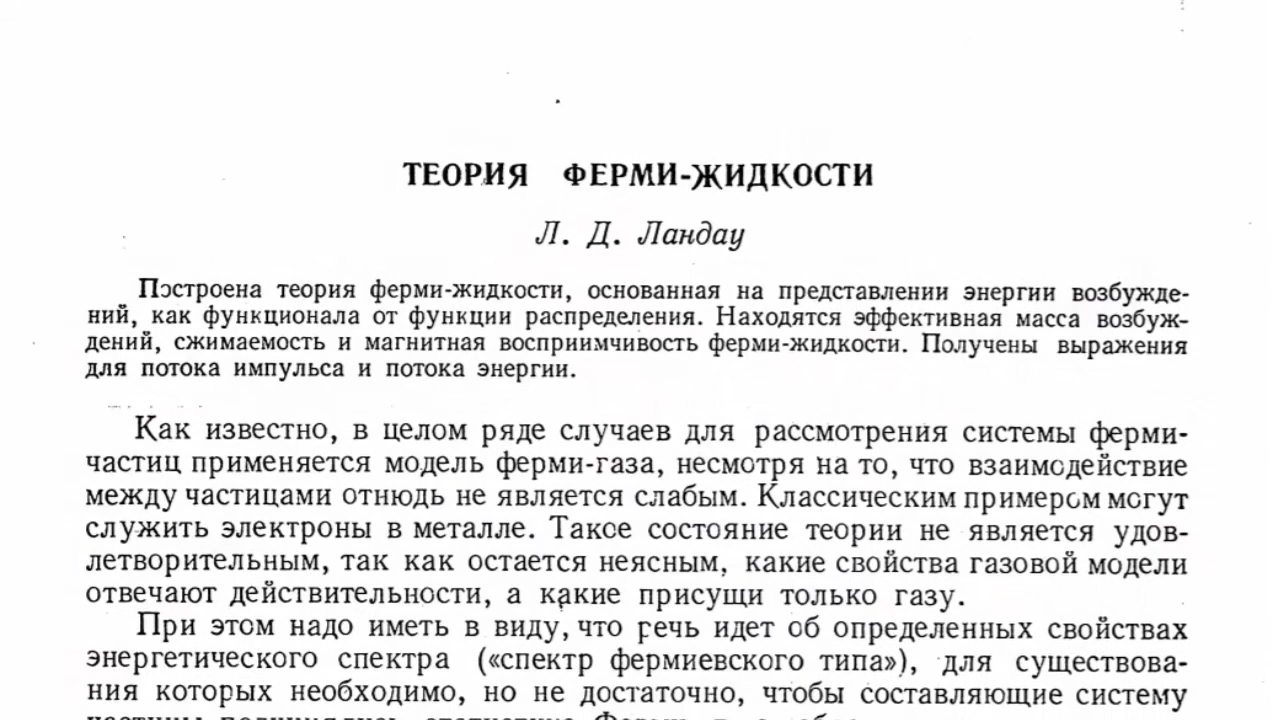 ТЕОРИЯ ФЕРМИ-ЖИДКОСТИ
Л. Д. Ландау
Построена теория ферми-жидкости, основанная на представлении энергии возбужде-
ний, как функционала от функции распределения. Находятся эффективная масса возбуж-
дений, сжимаемость и магнитная восприимчивость ферми-жидкости. Получены выражения
для потока импульса и потока энергии.
Как известно, в целом ряде случаев для рассмотрения системы ферми-
частиц применяется модель ферми-газа, несмотря на то, что взаимодействие
между частицами отнюдь не является слабым. Классическим примером могут
служить электроны в металле. Такое состояние теории не является удов-
летворительным, так как остается неясным, какие свойства газовой модели
отвечают действительности, а какие присущи только газу.
При этом надо иметь в виду, что речь идет об определенных свойствах
энергетического спектра («спектр фермиевского типа»), для существова-
ния которых необходимо, но не достаточно, чтобы составляющие систему